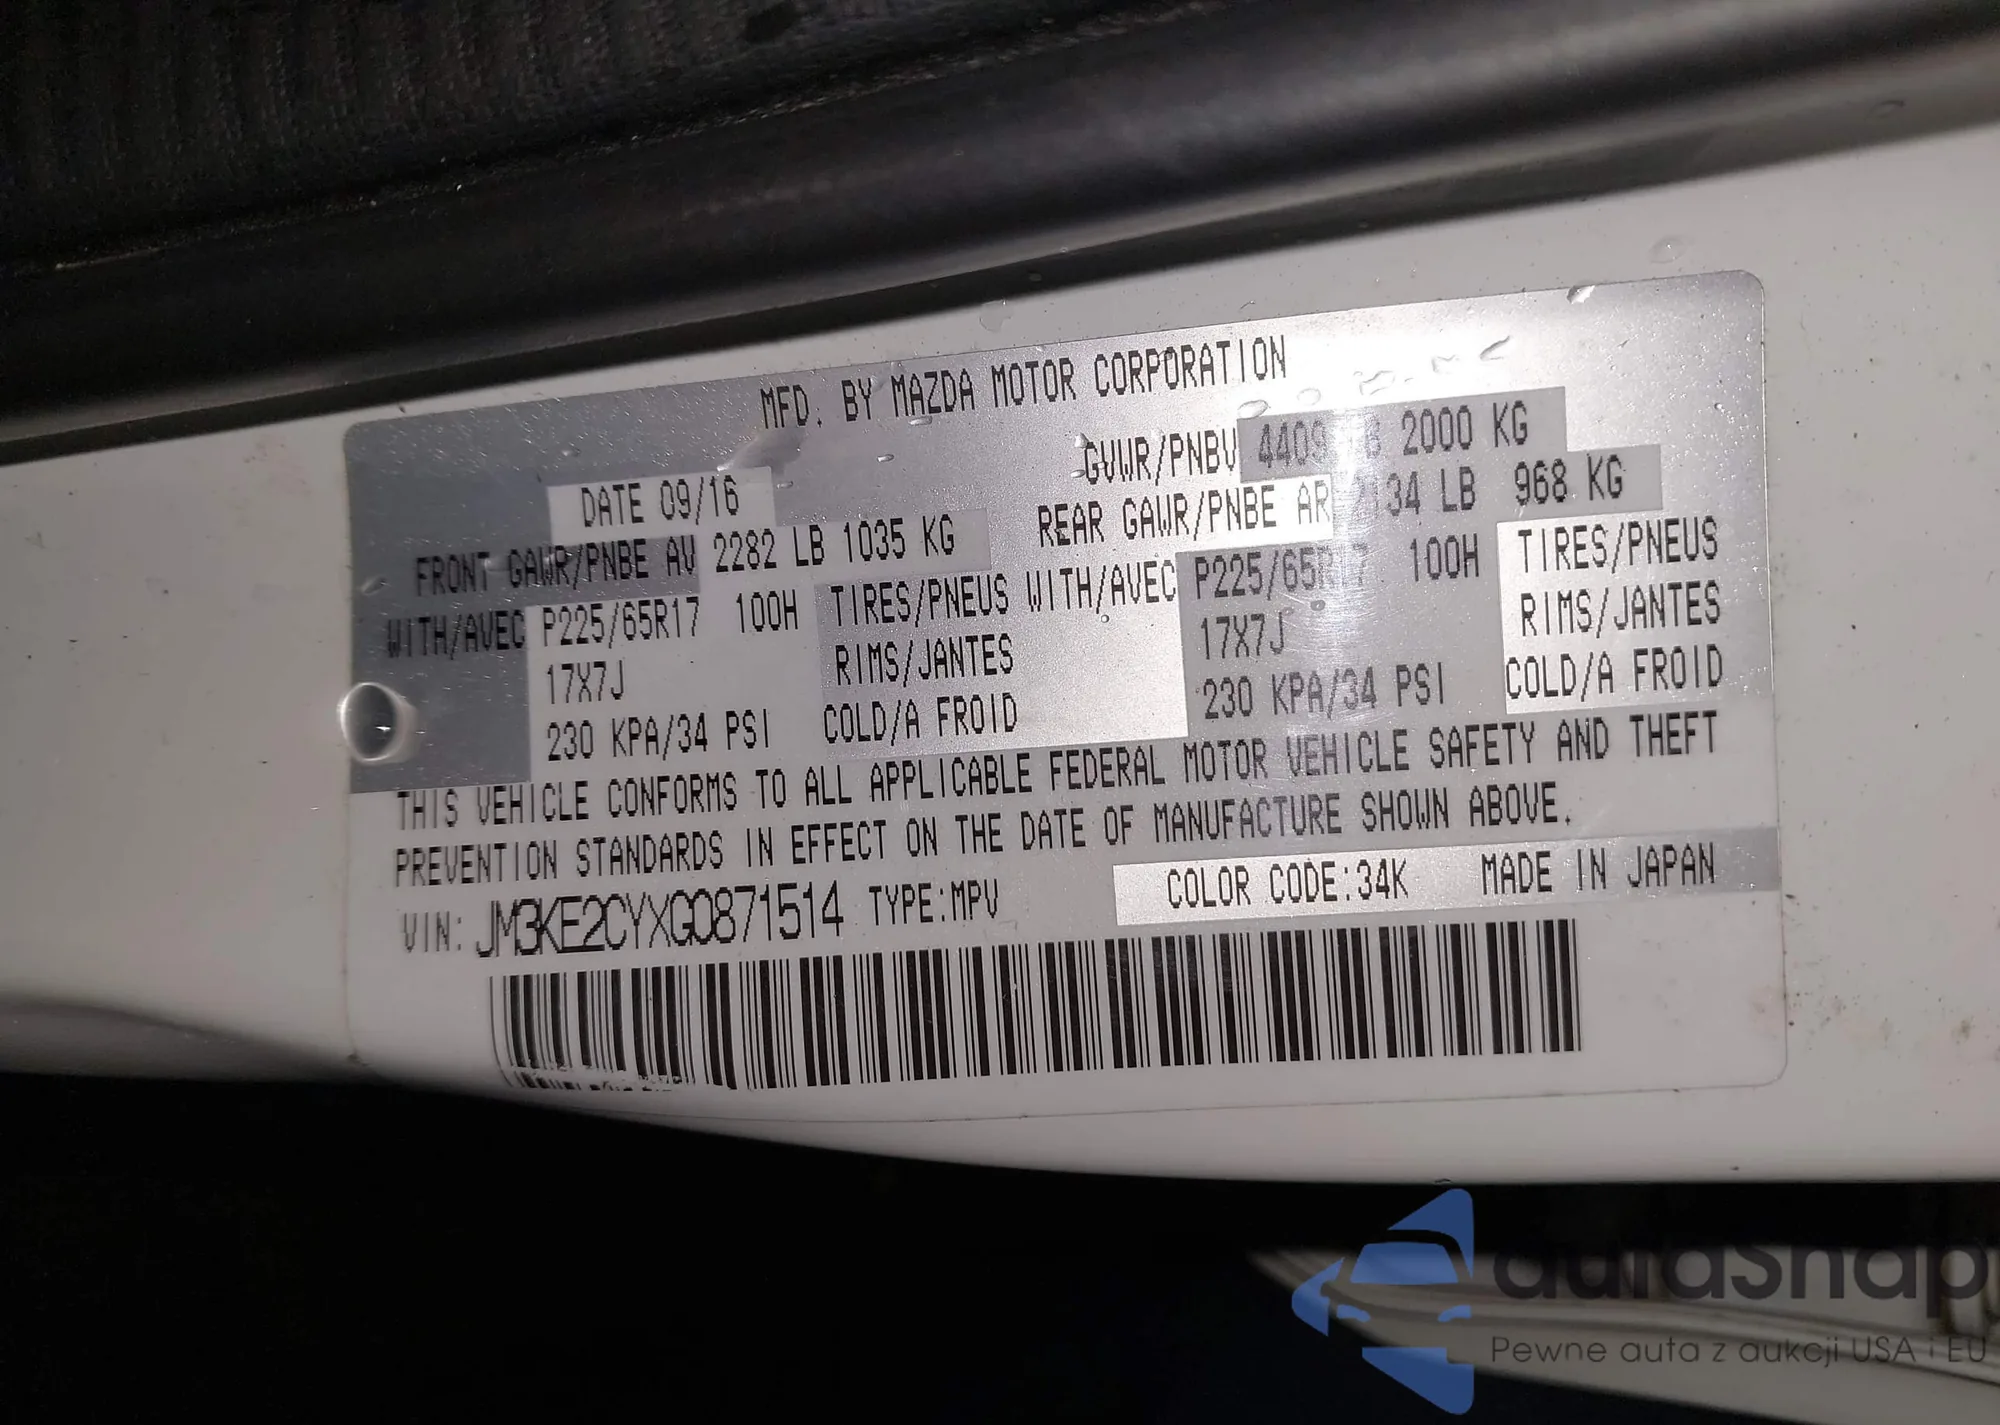 MFD. BY MAZDA MOTOR CORPORATION
DATE 09/16 GVWR/PNBV 4409 2000 KG
FRONT GAWR/PNBE AV 2282 LB 1035 KG REAR GAWR/PNBE AR 2134 LB 968 KG
WITH/AVEC P225/65R17 100H TIRES/PNEUS WITH/AVEC P225/65R17 100H TIRES/PNEUS
17X7J RIMS/JANTES 17X7J RIMS/JANTES
230 KPA/34 PSI COLD/A FROID 230 KPA/34 PSI COLD/A FROID
THIS VEHICLE CONFORMS TO ALL APPLICABLE FEDERAL MOTOR VEHICLE SAFETY AND THEFT
PREVENTION STANDARDS IN EFFECT ON THE DATE OF MANUFACTURE SHOWN ABOVE.
VIN: JM3KE2CYXG0871514 TYPE:MPV COLOR CODE:34K MADE IN JAPAN
autaSnap
Pewne auta z aukcji USA i EU